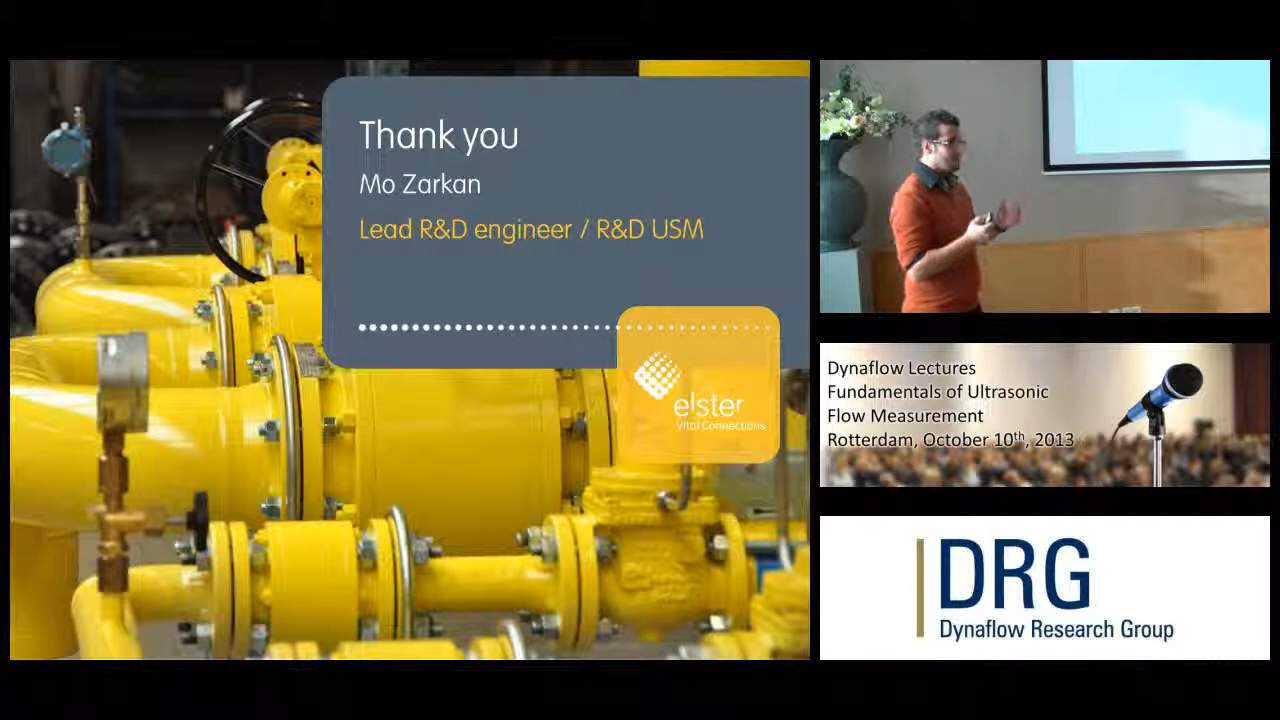 Thank you
Mo Zarkan
Lead R&D engineer / R&D USM
elster
Vital Connections
Dynaflow Lectures
Fundamentals of Ultrasonic
Flow Measurement
Rotterdam, October 10th, 2013
DRG
Dynaflow Research Group